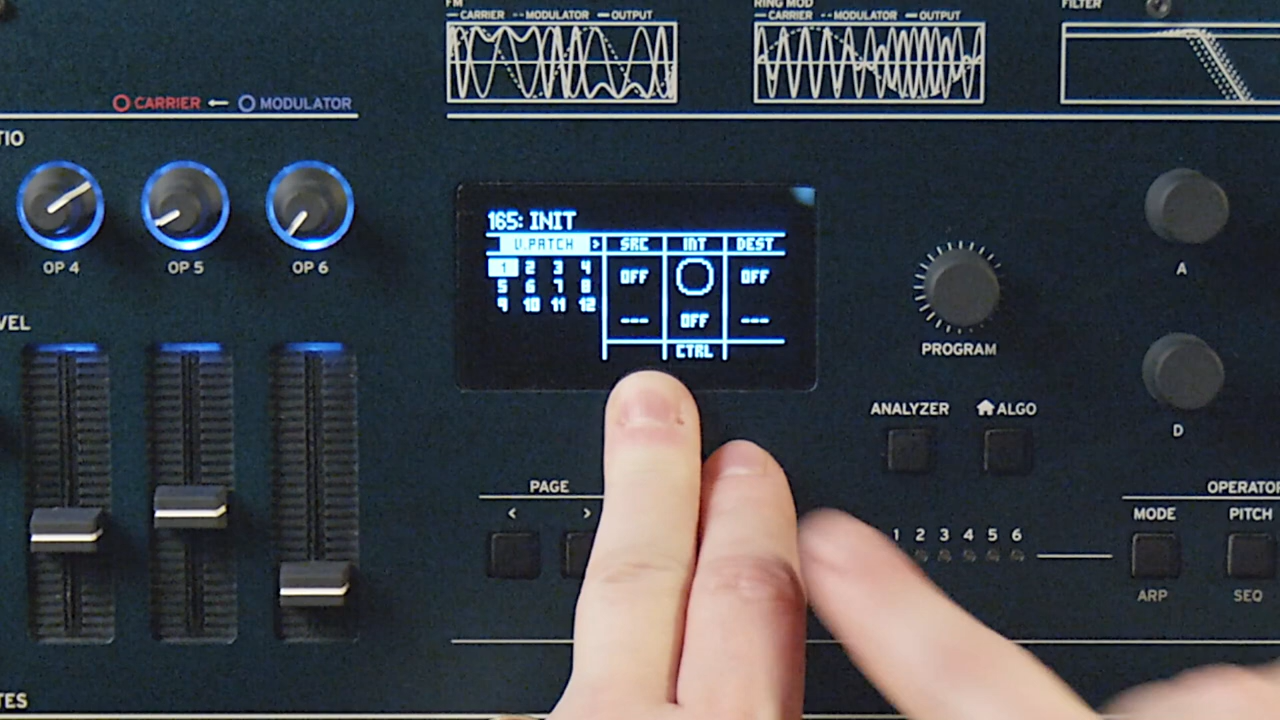 FM
CARRIER MODULATOR OUTPUT
RING MOD
CARRIER MODULATOR OUTPUT
FILTER
CARRIER MODULATOR
TIO
OP 4 OP 5 OP 6
VEL
TES
165: INIT
V.PATCH > SRC INT DEST
1 2 3 4 OFF OFF
5 6 7 8
9 10 11 12 --- OFF ---
CTRL
PROGRAM
A
D
ANALYZER ALGO
PAGE
< >
1 2 3 4 5 6
OPERATOR
MODE PITCH
ARP SEQ